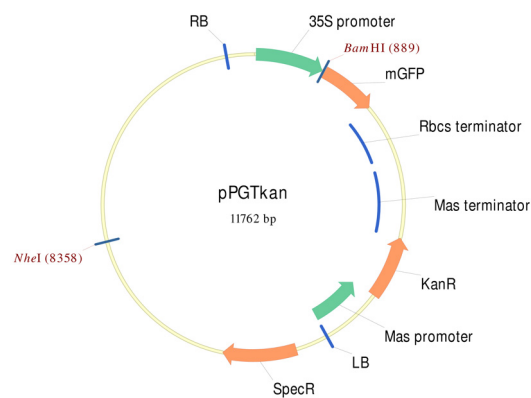 RB
35S promoter
BamHI (889)
mGFP
Rbcs terminator
pPGTkan
11762 bp
Mas terminator
NheI (8358)
KanR
Mas promoter
LB
SpecR